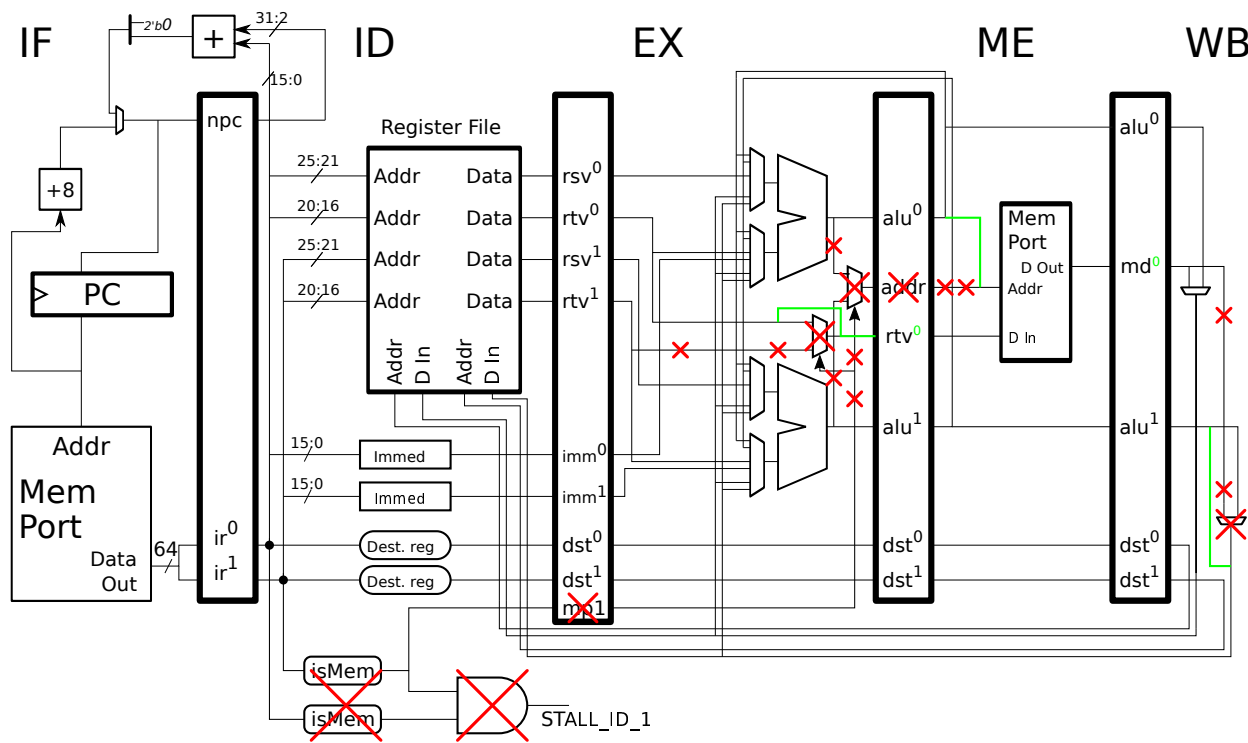 IF
ID
EX
ME
WB
2'b0
+
31:2
15:0
npc
+8
PC
Addr
Mem
Port
Data
Out
64
ir0
ir1
Register File
25:21
20:16
25:21
20:16
Addr Data
Addr Data
Addr Data
Addr Data
Addr
D In
Addr
D In
15:0
Immed
15:0
Immed
Dest. reg
Dest. reg
isMem
isMem
STALL_ID_1
rsv0
rtv0
rsv1
rtv1
imm0
imm1
dst0
dst1
mp1
alu0
addr
rtv0
alu1
dst0
dst1
Mem
Port
D Out
Addr
D In
alu0
md0
alu1
dst0
dst1